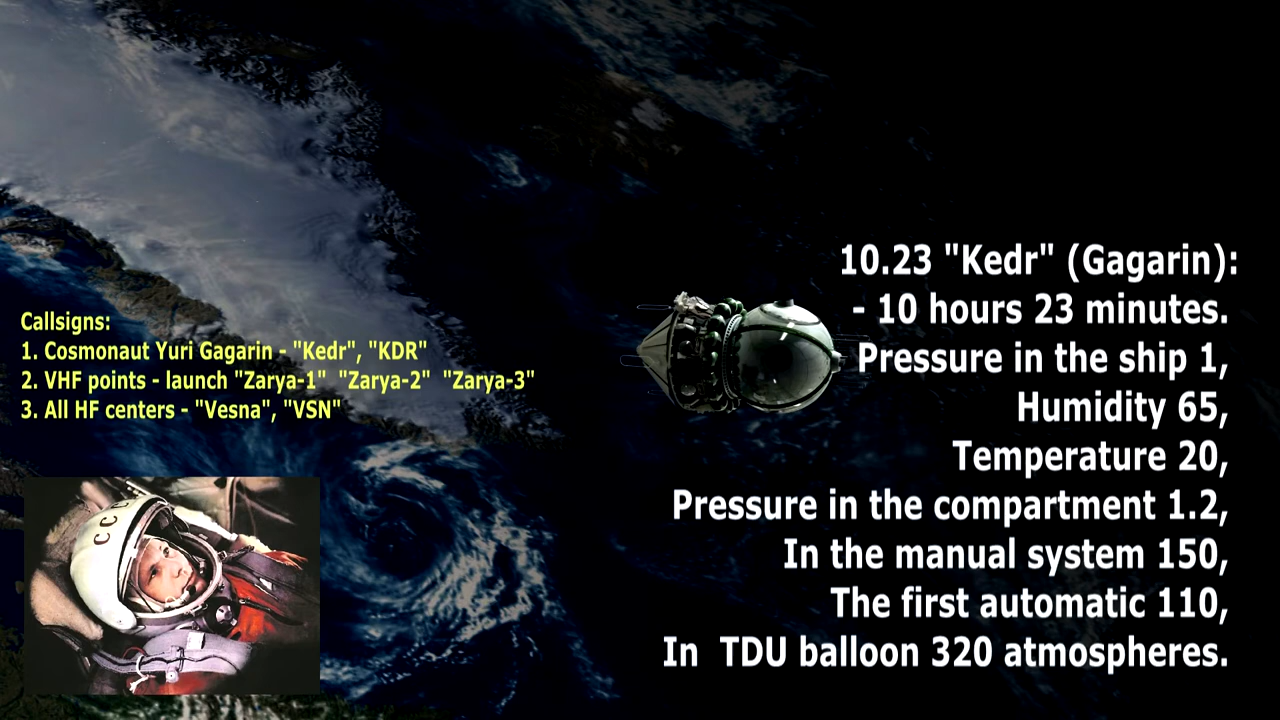 10.23 "Kedr" (Gagarin):
- 10 hours 23 minutes.
Pressure in the ship 1,
Humidity 65,
Temperature 20,
Pressure in the compartment 1.2,
In the manual system 150,
The first automatic 110,
In  TDU balloon 320 atmospheres.
Callsigns:
1. Cosmonaut Yuri Gagarin - "Kedr", "KDR"
2. VHF points - launch "Zarya-1"  "Zarya-2"  "Zarya-3"
3. All HF centers - "Vesna", "VSN"